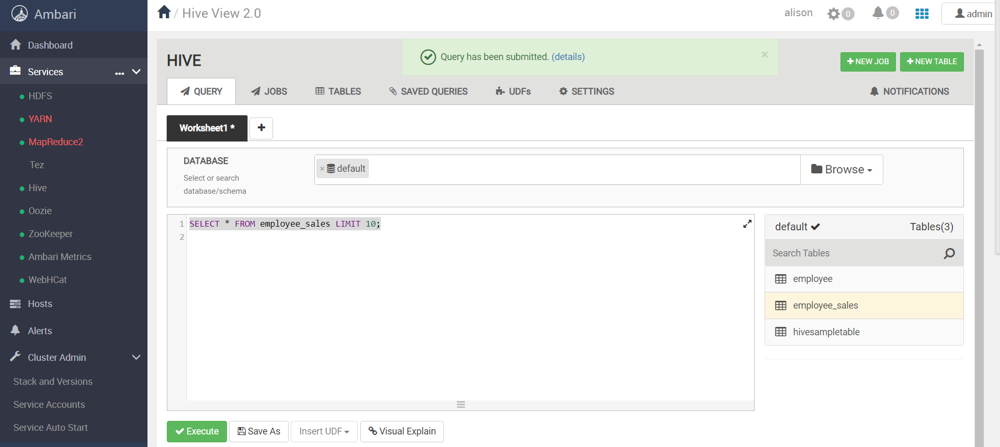 Ambari
Dashboard
Services ...
HDFS
YARN
MapReduce2
Tez
Hive
Oozie
ZooKeeper
Ambari Metrics
WebHCat
Hosts
Alerts
Cluster Admin
Stack and Versions
Service Accounts
Service Auto Start
/ Hive View 2.0
alison 0 0 admin
HIVE
Query has been submitted. (details) ×
+ NEW JOB + NEW TABLE
QUERY JOBS TABLES SAVED QUERIES UDFs SETTINGS NOTIFICATIONS
Worksheet1 * +
DATABASE
Select or search
database/schema
× default
Browse
1 SELECT * FROM employee_sales LIMIT 10;
2
default Tables(3)
Search Tables
employee
employee_sales
hivesampletable
Execute Save As Insert UDF Visual Explain